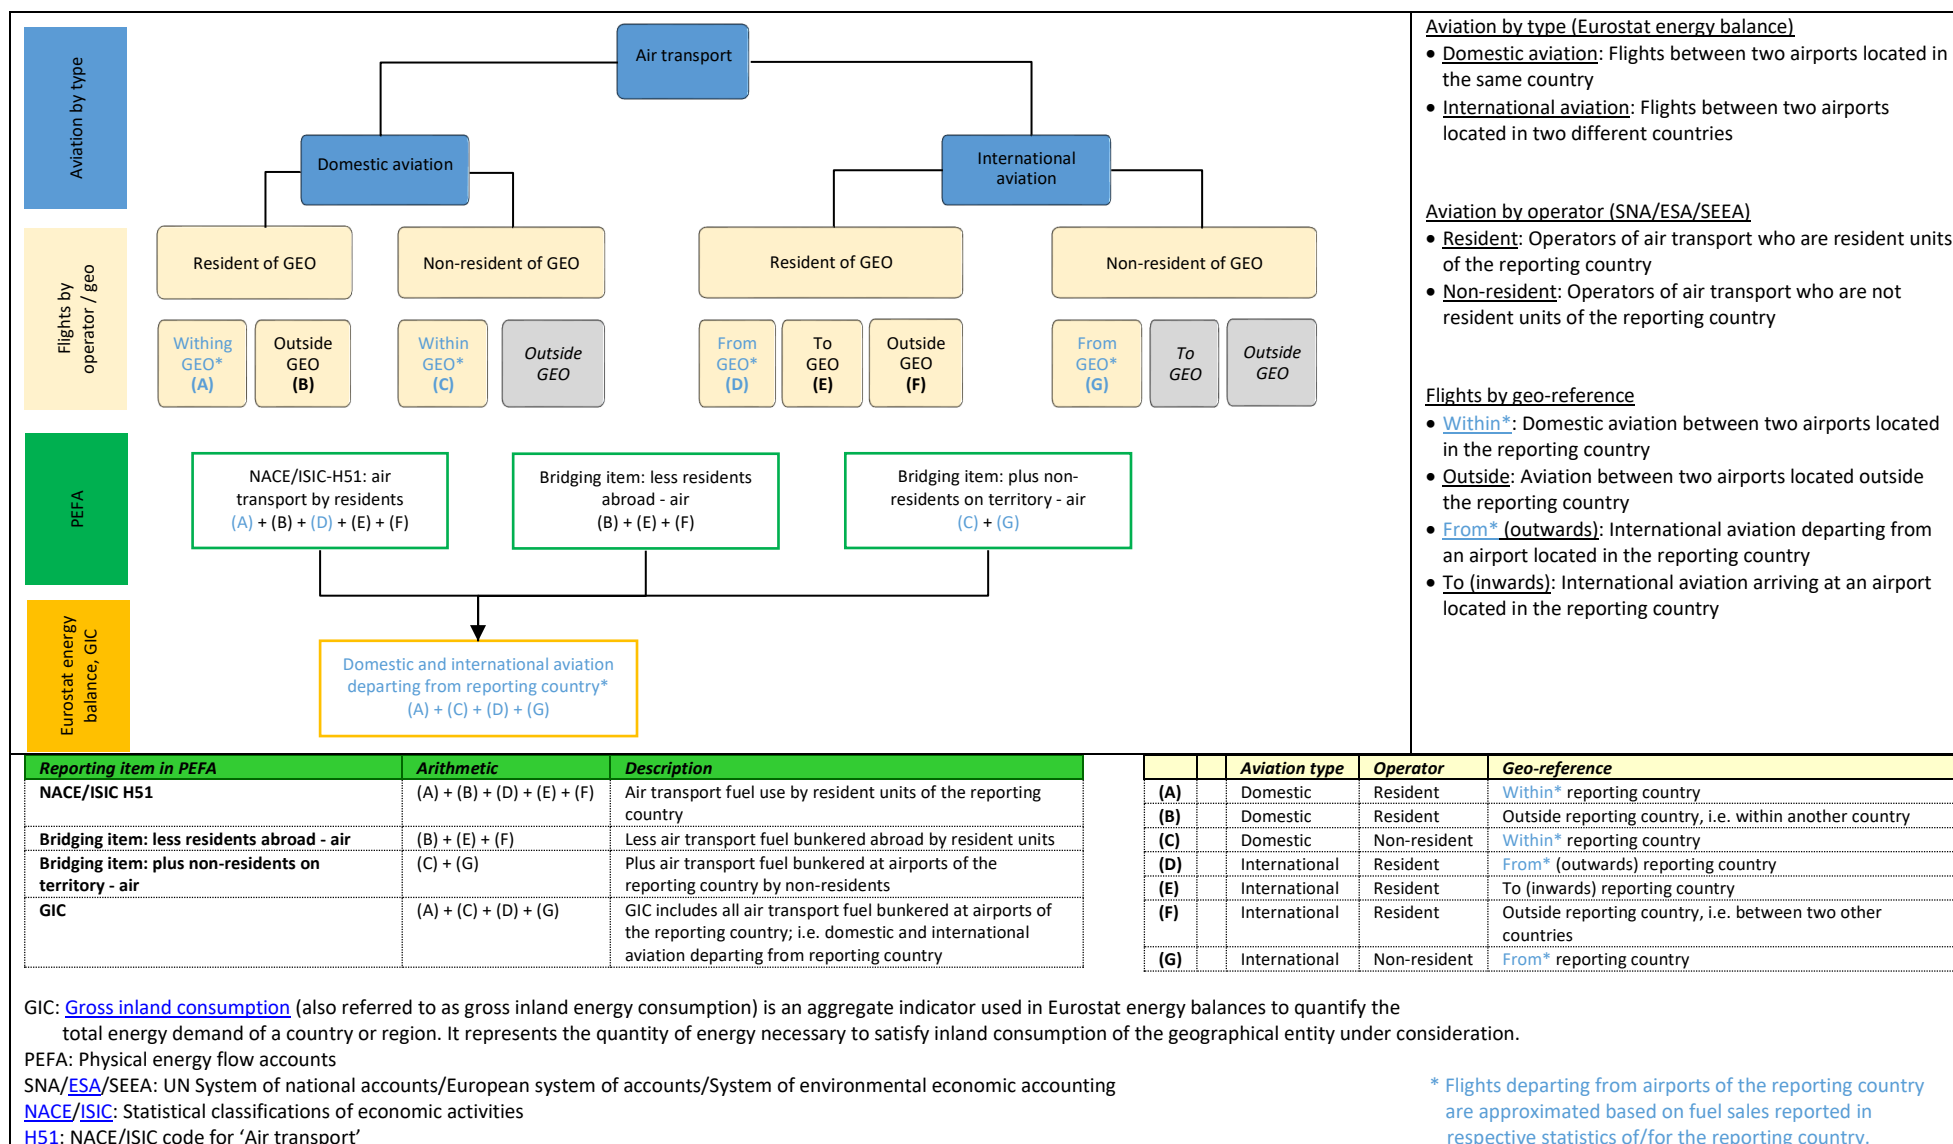 Aviation by type
Air transport
Domestic aviation
International
aviation
Flights by
operator / geo
Resident of GEO
Non-resident of GEO
Resident of GEO
Non-resident of GEO
Withing
GEO*
(A)
Outside
GEO
(B)
Within
GEO*
(C)
Outside
GEO
From
GEO*
(D)
To
GEO
(E)
Outside
GEO
(F)
From
GEO*
(G)
To
GEO
Outside
GEO
PEFA
NACE/ISIC-H51: air
transport by residents
(A) + (B) + (D) + (E) + (F)
Bridging item: less residents
abroad - air
(B) + (E) + (F)
Bridging item: plus non-
residents on territory - air
(C) + (G)
Eurostat energy
balance, GIC
Domestic and international aviation
departing from reporting country*
(A) + (C) + (D) + (G)
Aviation by type (Eurostat energy balance)
• Domestic aviation: Flights between two airports located in
the same country
• International aviation: Flights between two airports
located in two different countries
Aviation by operator (SNA/ESA/SEEA)
• Resident: Operators of air transport who are resident units
of the reporting country
• Non-resident: Operators of air transport who are not
resident units of the reporting country
Flights by geo-reference
• Within*: Domestic aviation between two airports located
in the reporting country
• Outside: Aviation between two airports located outside
the reporting country
• From* (outwards): International aviation departing from
an airport located in the reporting country
• To (inwards): International aviation arriving at an airport
located in the reporting country
Reporting item in PEFA Arithmetic Description
NACE/ISIC H51 (A) + (B) + (D) + (E) + (F) Air transport fuel use by resident units of the reporting
country
Bridging item: less residents abroad - air (B) + (E) + (F) Less air transport fuel bunkered abroad by resident units
Bridging item: plus non-residents on (C) + (G) Plus air transport fuel bunkered at airports of the
territory - air reporting country by non-residents
GIC (A) + (C) + (D) + (G) GIC includes all air transport fuel bunkered at airports of
the reporting country; i.e. domestic and international
aviation departing from reporting country
Aviation type Operator Geo-reference
(A) Domestic Resident Within* reporting country
(B) Domestic Resident Outside reporting country, i.e. within another country
(C) Domestic Non-resident Within* reporting country
(D) International Resident From* (outwards) reporting country
(E) International Resident To (inwards) reporting country
(F) International Resident Outside reporting country, i.e. between two other
countries
(G) International Non-resident From* reporting country
GIC: Gross inland consumption (also referred to as gross inland energy consumption) is an aggregate indicator used in Eurostat energy balances to quantify the
total energy demand of a country or region. It represents the quantity of energy necessary to satisfy inland consumption of the geographical entity under consideration.
PEFA: Physical energy flow accounts
SNA/ESA/SEEA: UN System of national accounts/European system of accounts/System of environmental economic accounting
NACE/ISIC: Statistical classifications of economic activities
H51: NACE/ISIC code for ‘Air transport’
* Flights departing from airports of the reporting country
are approximated based on fuel sales reported in
respective statistics of/for the reporting country.